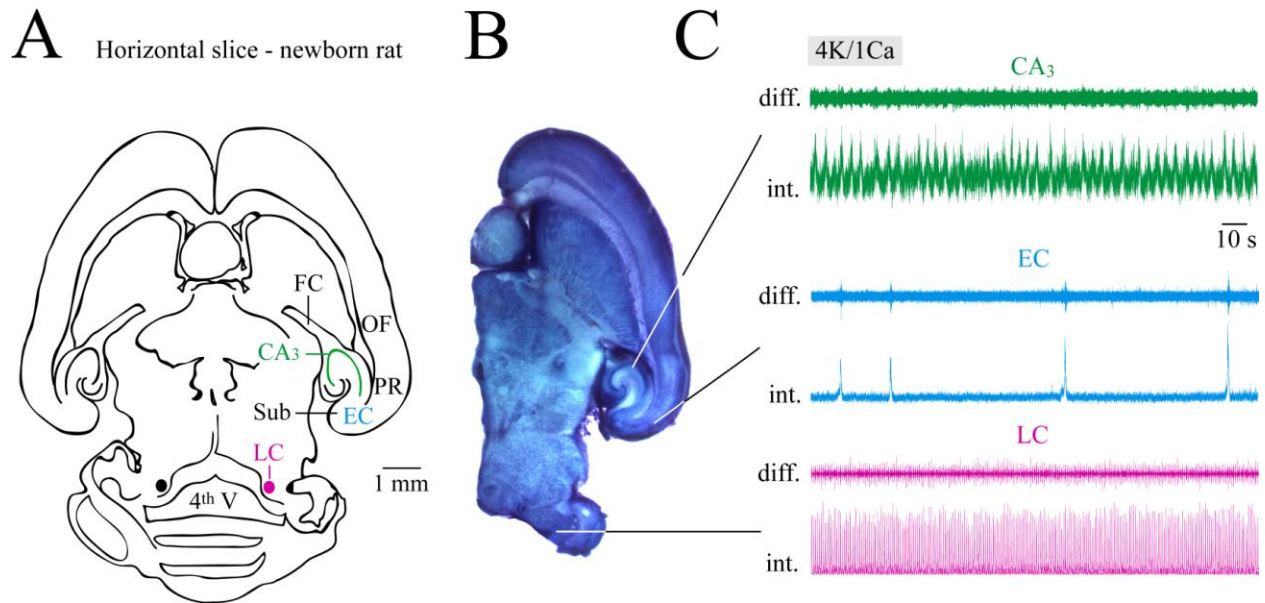 A
Horizontal slice - newborn rat
FC
OF
CA3
PR
Sub
EC
LC
1 mm
4th V
B
C
4K/1Ca
CA3
diff.
int.
10 s
EC
diff.
int.
LC
diff.
int.